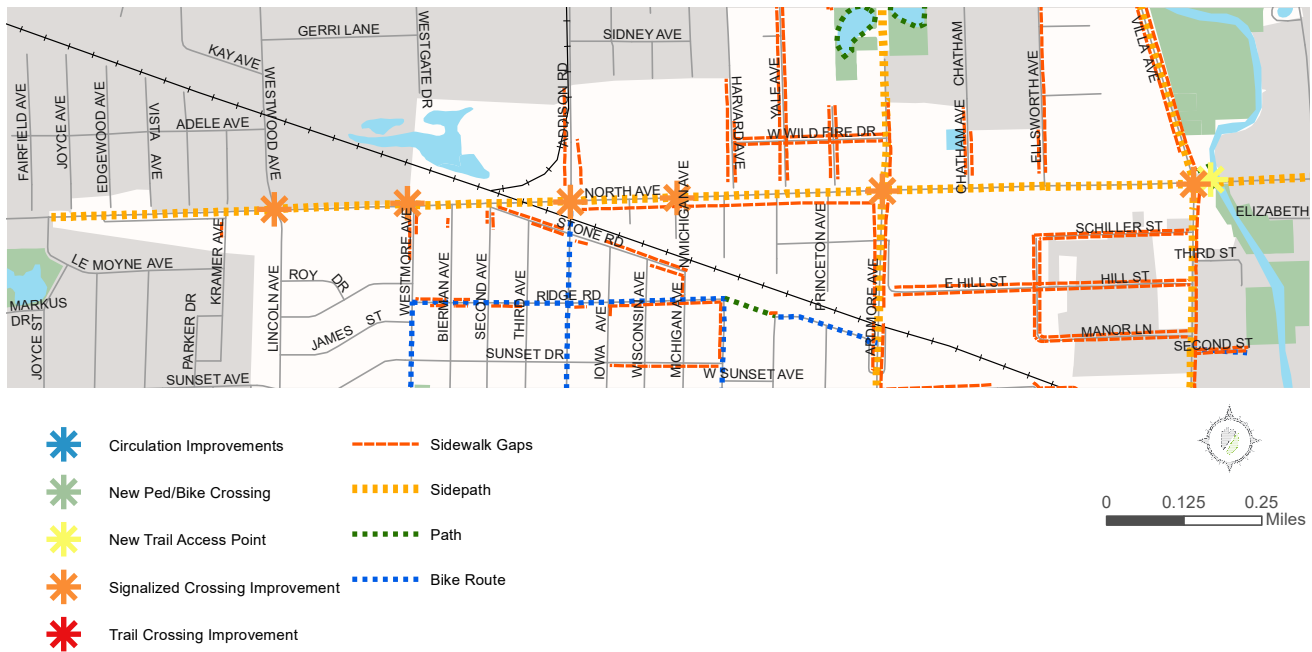 GERRI LANE
SIDNEY AVE
KAY AVE
WESTGATE DR
CHATHAM
VILLA AVE
FAIRFIELD AVE
JOYCE AVE
EDGEWOOD AVE
VISTA AVE
ADELE AVE
WESTWOOD AVE
ADDISON RD
HARVARD AVE
YALE AVE
W WILD FIRE DR
CHATHAM AVE
ELLSWORTH AVE
NORTH AVE
N MICHIGAN AVE
ELIZABETH
STONE RD
SCHILLER ST
THIRD ST
LE MOYNE AVE
KRAMER AVE
WESTMORE AVE
PRINCETON AVE
ROY DR
E HILL ST
HILL ST
MARKUS
DR
JOYCE ST
PARKER DR
LINCOLN AVE
JAMES ST
BIERMAN AVE
SECOND AVE
THIRD AVE
RIDGE RD
IOWA AVE
WISCONSIN AVE
MICHIGAN AVE
ARDMORE AVE
MANOR LN
SECOND ST
SUNSET DR
SUNSET AVE
W SUNSET AVE
Circulation Improvements
New Ped/Bike Crossing
New Trail Access Point
Signalized Crossing Improvement
Trail Crossing Improvement
Sidewalk Gaps
Sidepath
Path
Bike Route
0 0.125 0.25
Miles